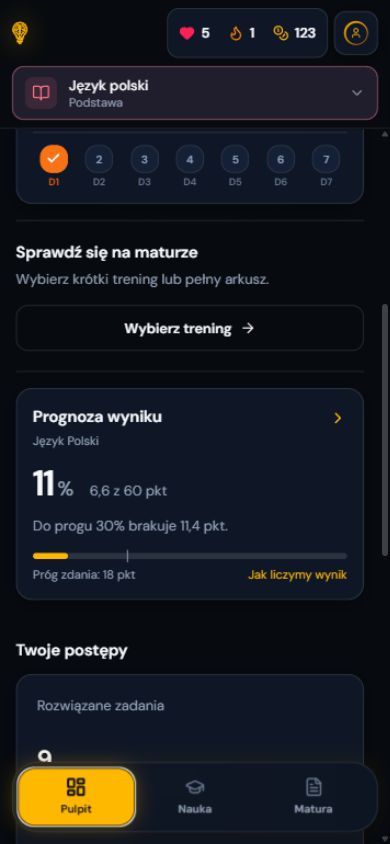 5
1
123
Język polski
Podstawa
2
3
4
5
6
7
D1
D2
D3
D4
D5
D6
D7
Sprawdź się na maturze
Wybierz krótki trening lub pełny arkusz.
Wybierz trening →
Prognoza wyniku
Język Polski
11%
6,6 z 60 pkt
Do progu 30% brakuje 11,4 pkt.
Próg zdania: 18 pkt
Jak liczymy wynik
Twoje postępy
Rozwiązane zadania
9
Pulpit
Nauka
Matura